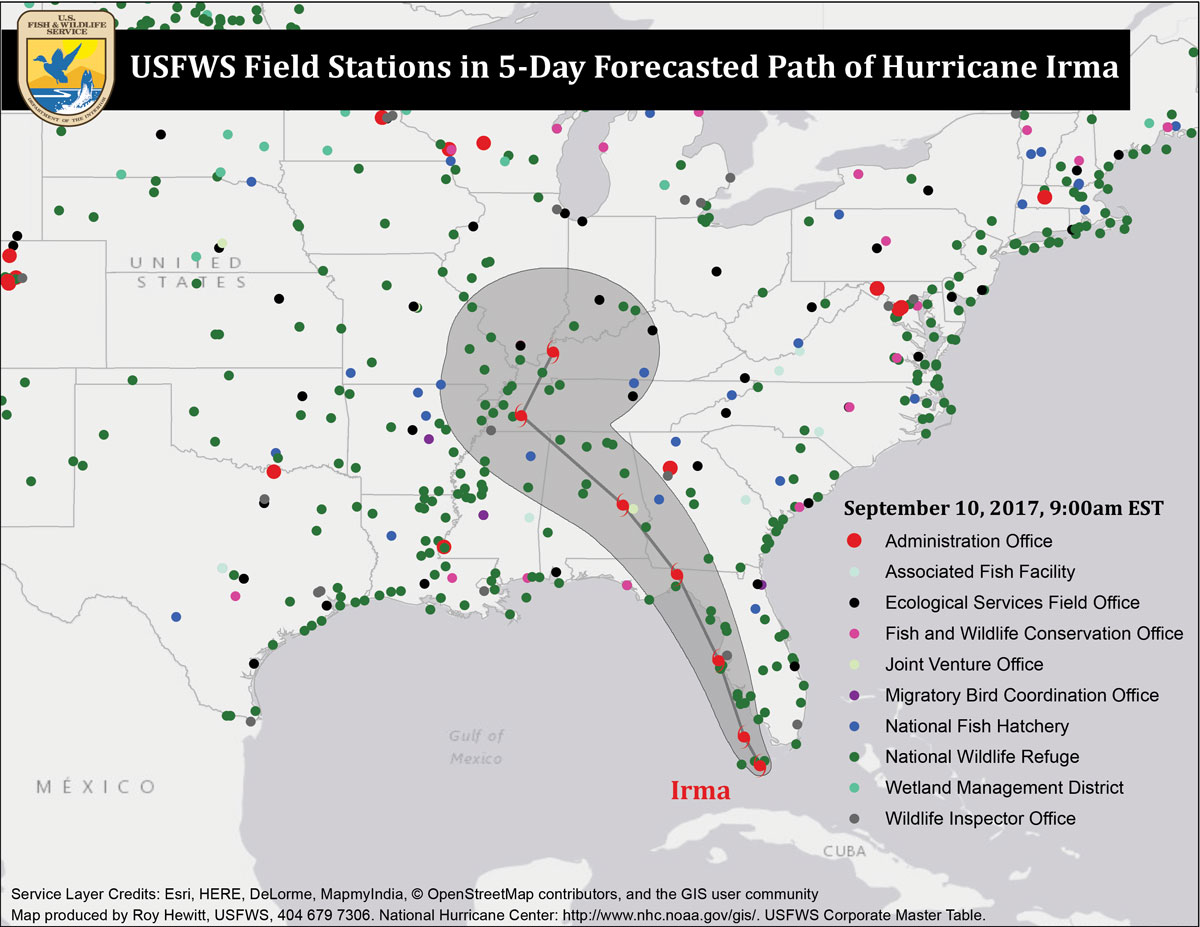 U.S.
FISH & WILDLIFE
SERVICE
DEPARTMENT OF THE INTERIOR
USFWS Field Stations in 5-Day Forecasted Path of Hurricane Irma
UNITED
STATES
September 10, 2017, 9:00am EST
Administration Office
Associated Fish Facility
Ecological Services Field Office
Fish and Wildlife Conservation Office
Joint Venture Office
Migratory Bird Coordination Office
National Fish Hatchery
National Wildlife Refuge
Wetland Management District
Wildlife Inspector Office
Gulf of
Mexico
MÉXICO
Irma
CUBA
Service Layer Credits: Esri, HERE, DeLorme, MapmyIndia, © OpenStreetMap contributors, and the GIS user community
Map produced by Roy Hewitt, USFWS, 404 679 7306. National Hurricane Center: http://www.nhc.noaa.gov/gis/. USFWS Corporate Master Table.